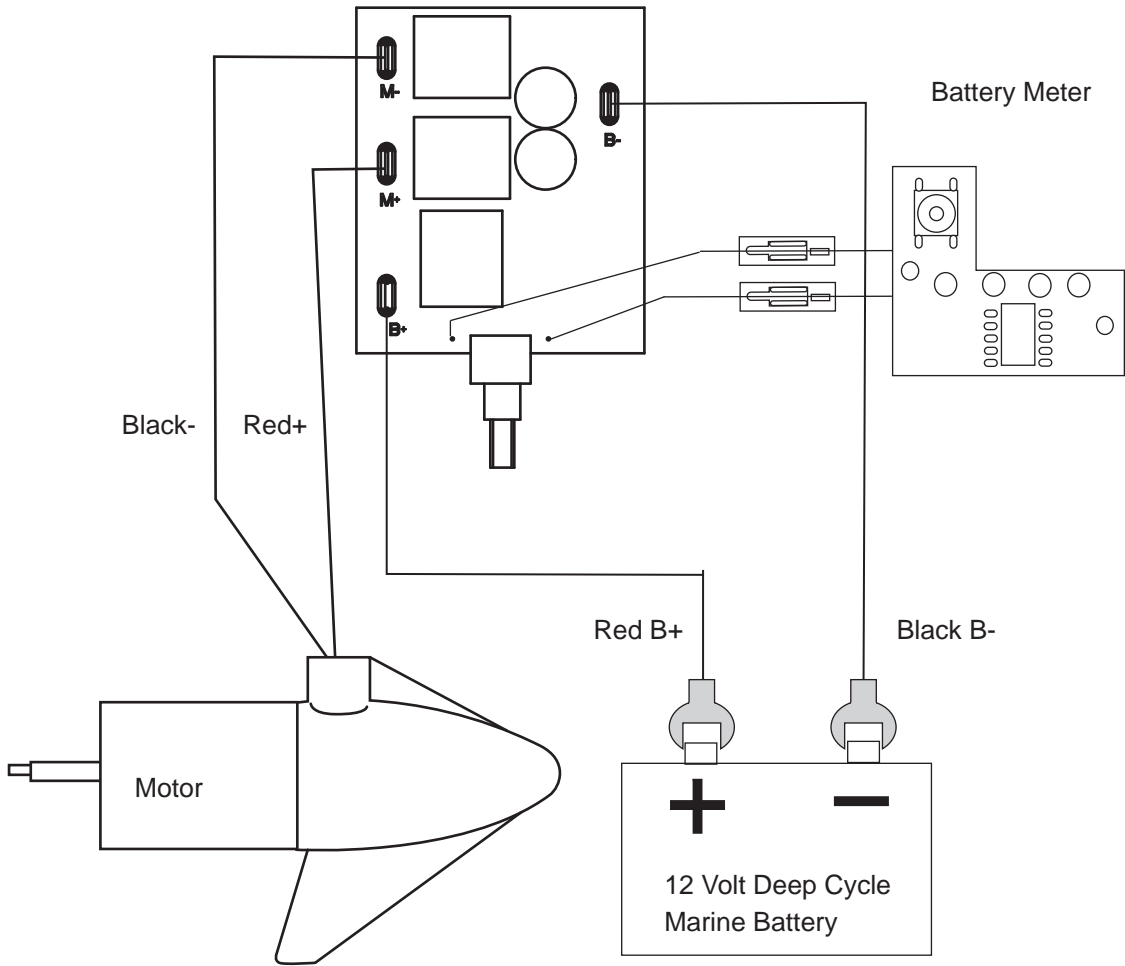 M-
B-
Battery Meter
M+
B+
Black-
Red+
Red B+
Black B-
Motor
12 Volt Deep Cycle
Marine Battery